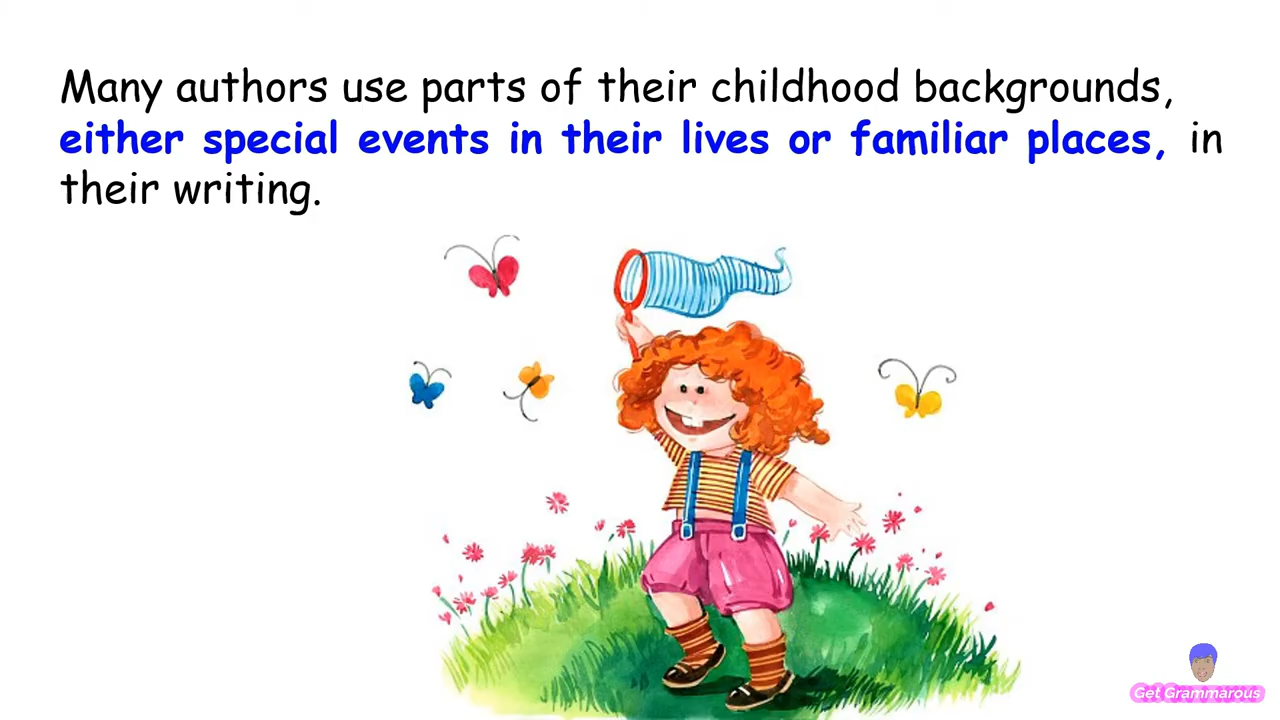 Many authors use parts of their childhood backgrounds,
either special events in their lives or familiar places, in
their writing.
Get Grammarous